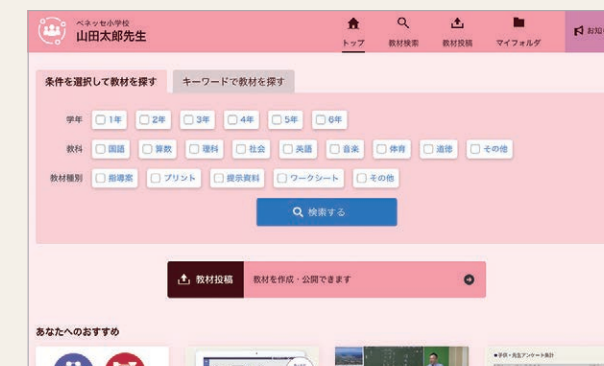 ベネッセ小学校
山田太郎先生
トップ 教材検索 教材投稿 マイフォルダ お知
条件を選択して教材を探す キーワードで教材を探す
学年 1年 2年 3年 4年 5年 6年
教科 国語 算数 理科 社会 英語 音楽 体育 道徳 その他
教材種別 指導案 プリント 提示資料 ワークシート その他
検索する
教材投稿 教材を作成・公開できます
あなたへのおすすめ